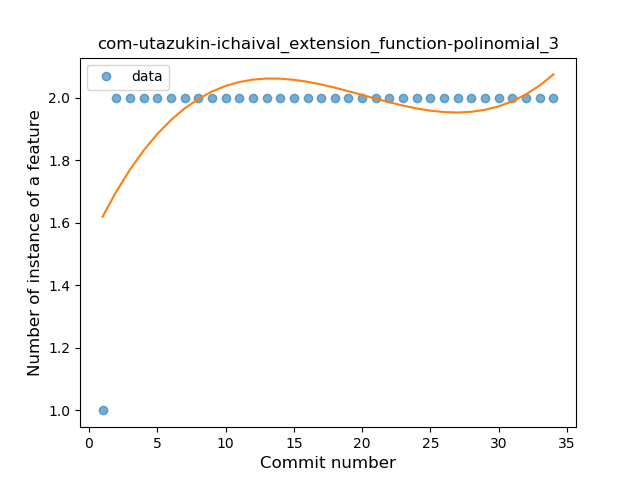 com-utazukin-ichaival_extension_function-polinomial_3
data
Number of instance of a feature
2.0
1.8
1.6
1.4
1.2
1.0
0 5 10 15 20 25 30 35
Commit number